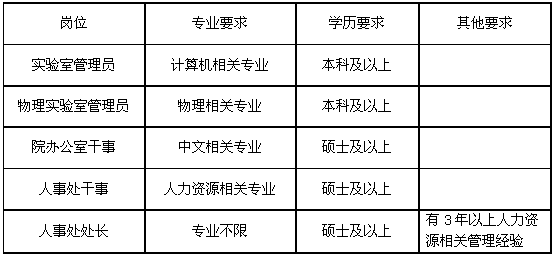 岗位 专业要求 学历要求 其他要求
实验室管理员 计算机相关专业 本科及以上
物理实验室管理员 物理相关专业 本科及以上
院办公室干事 中文相关专业 硕士及以上
人事处干事 人力资源相关专业 硕士及以上
人事处处长 专业不限 硕士及以上 有 3 年以上人力资
源相关管理经验